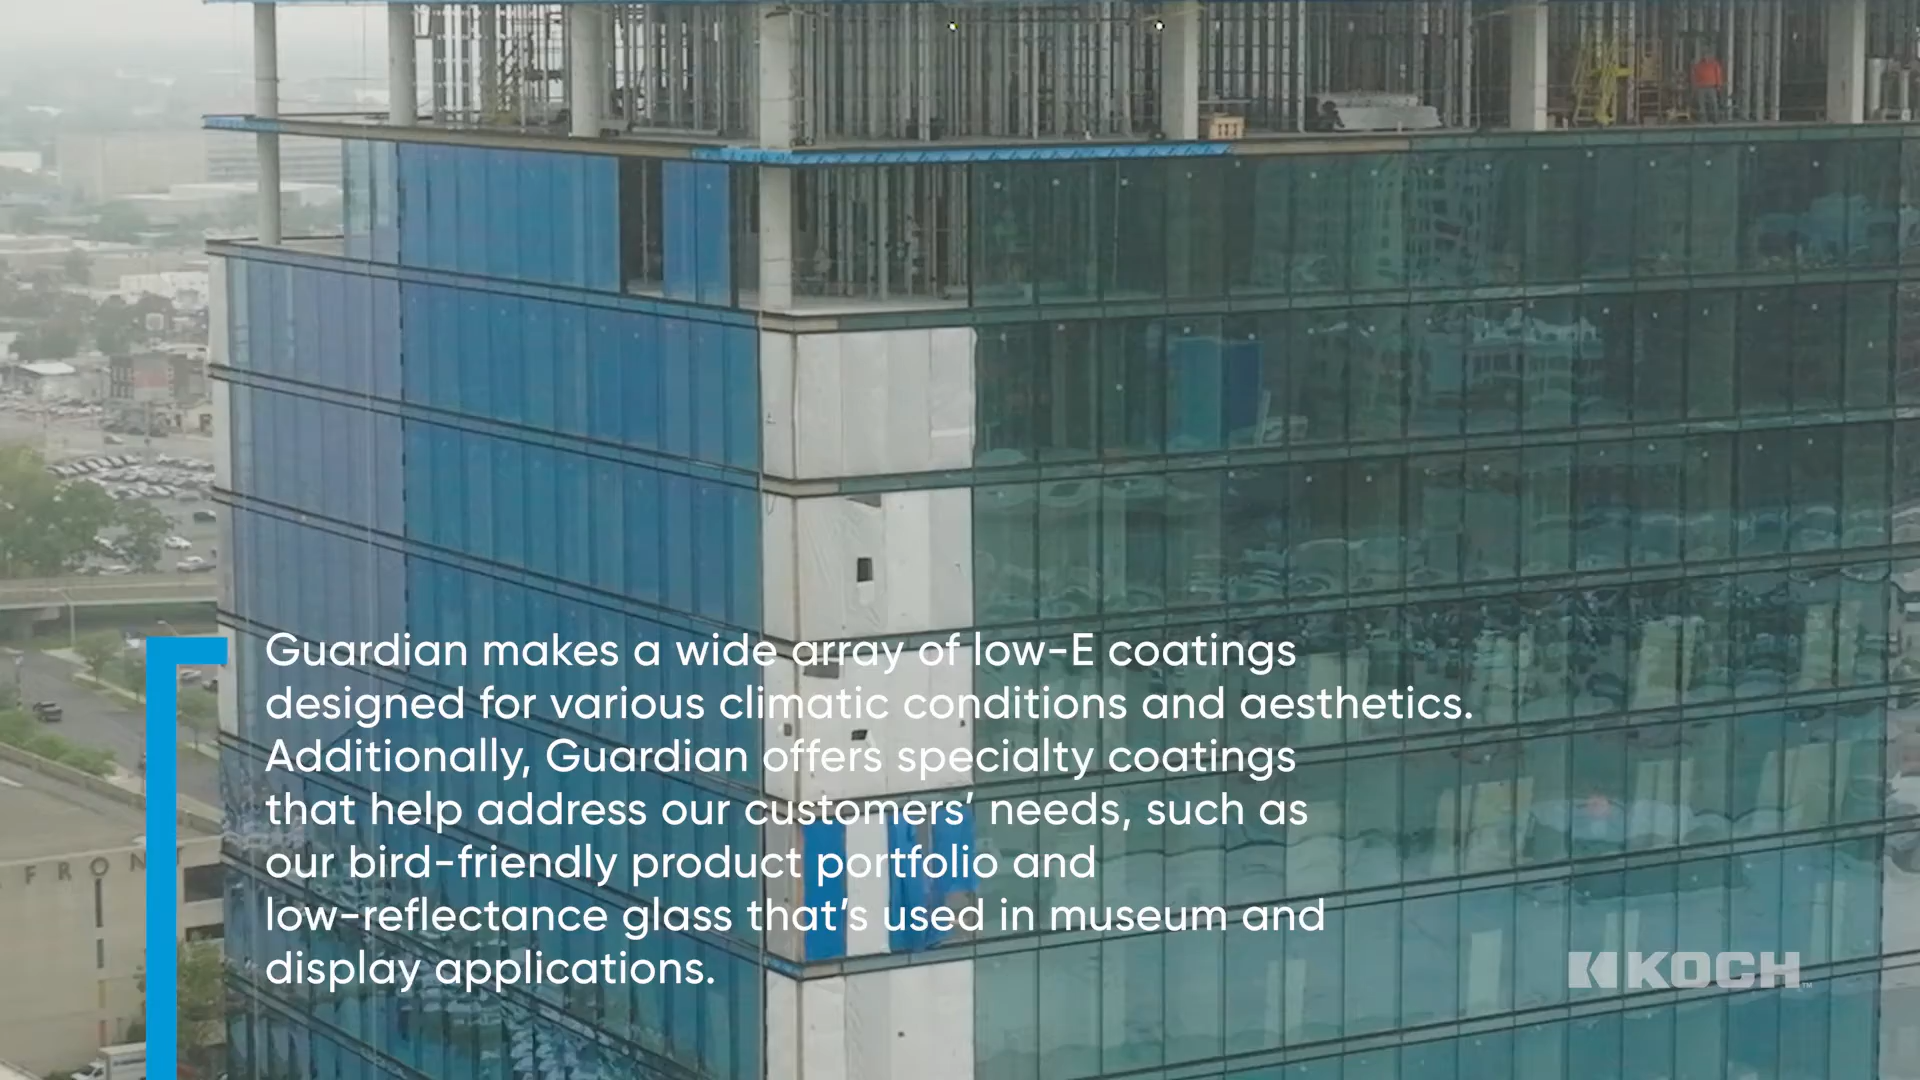 Guardian makes a wide array of low-E coatings
designed for various climatic conditions and aesthetics.
Additionally, Guardian offers specialty coatings
that help address our customers’ needs, such as
our bird-friendly product portfolio and
low-reflectance glass that’s used in museum and
display applications.
FRONT
KOCH™